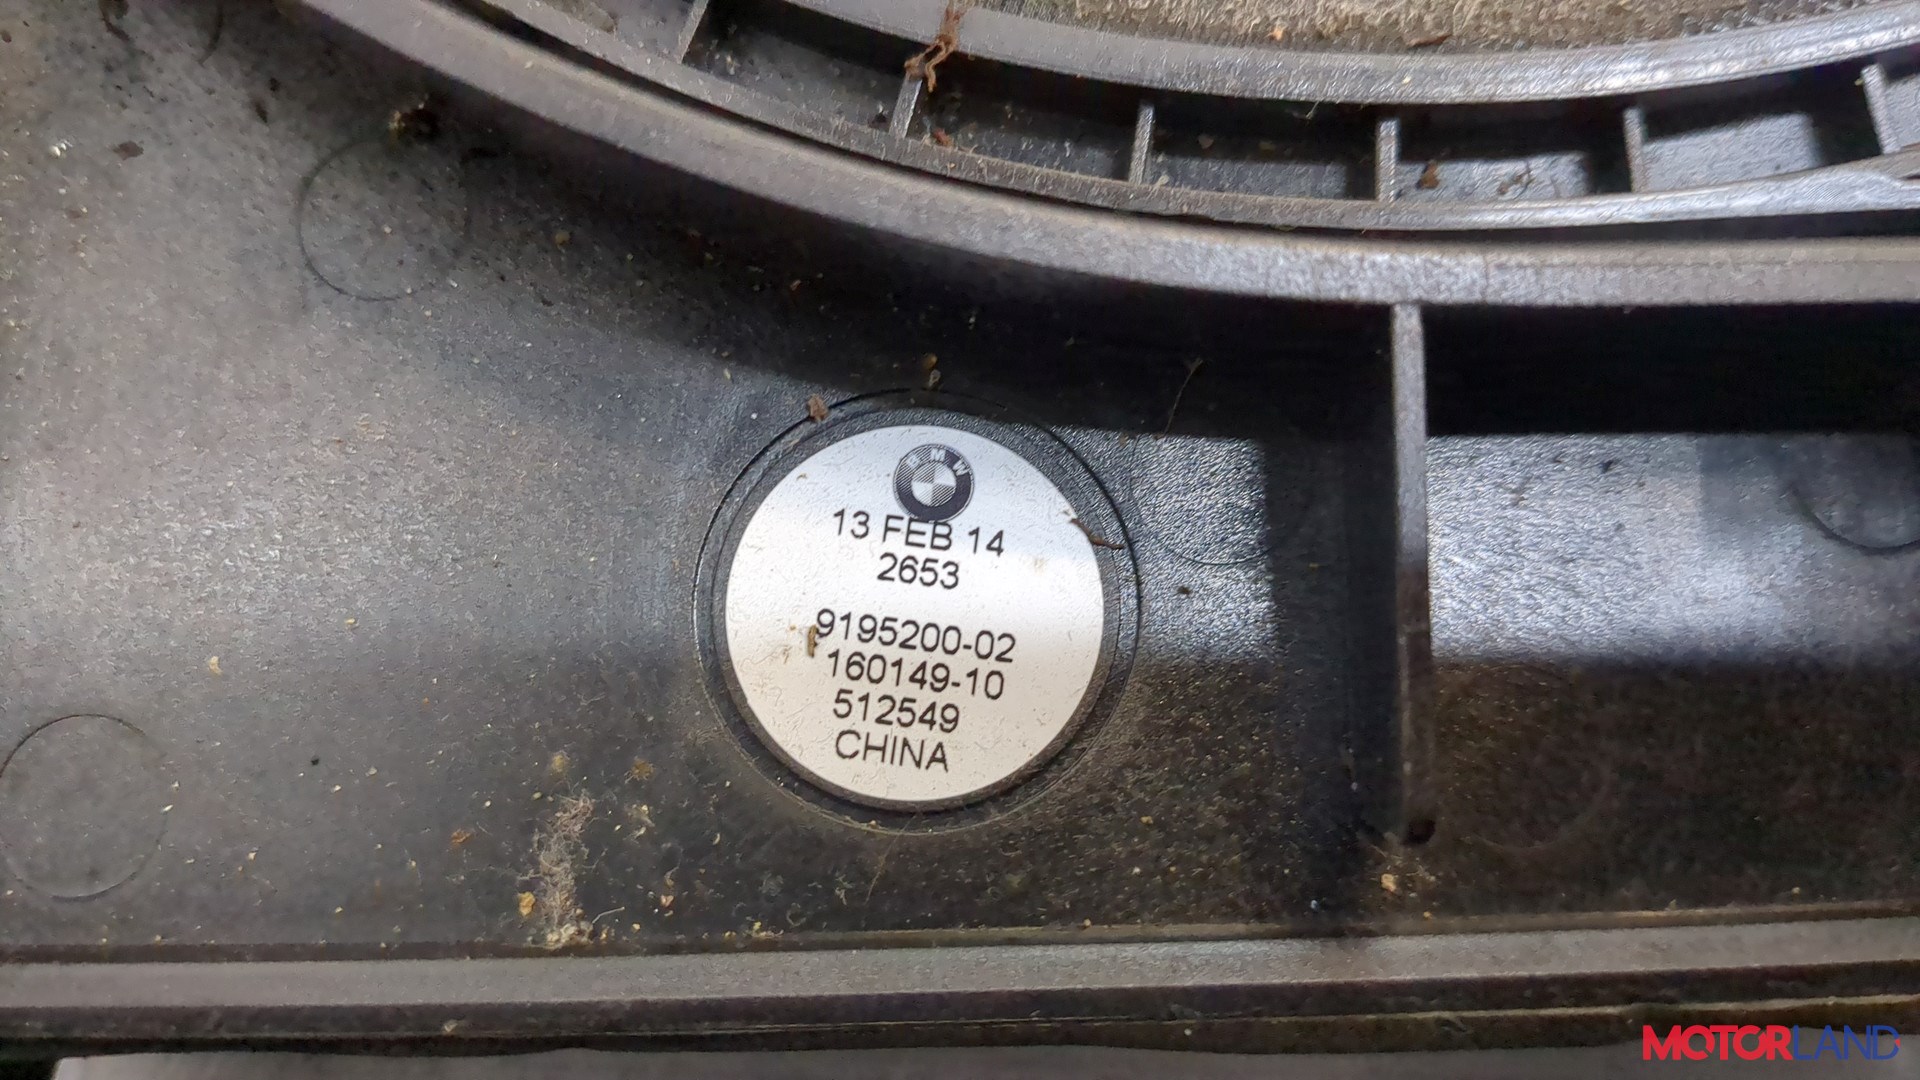 BMW
13 FEB 14
2653
9195200-02
160149-10
512549
CHINA
MOTORLAND